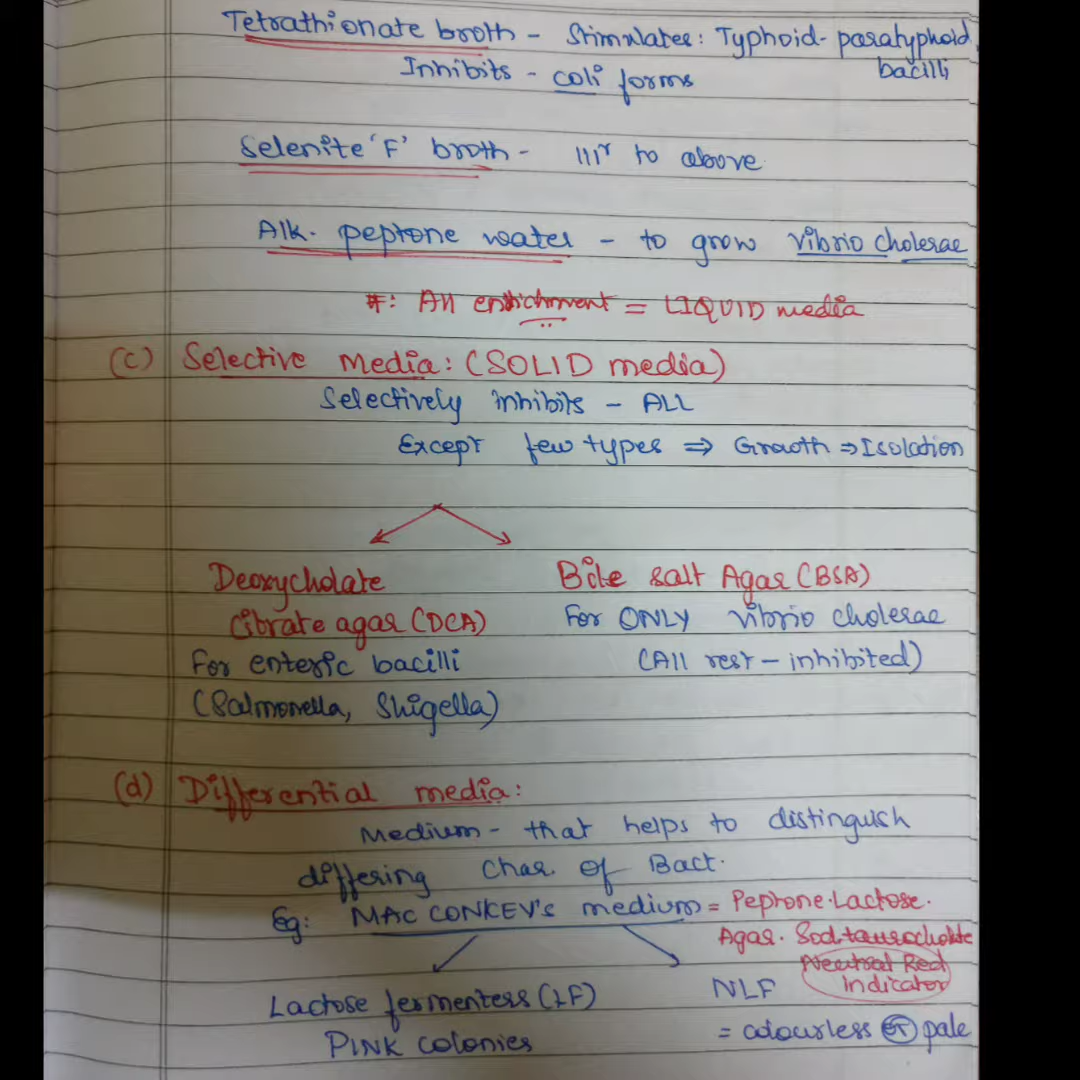 Tetrathionate broth - Stimulates: Typhoid-paratyphoid
bacilli
Inhibits - coliforms
Selenite 'F' broth - |||ʳ to above
Alk. peptone water - to grow vibrio cholerae
#: All enrichment = LIQUID media
(c) Selective Media: (SOLID media)
Selectively inhibits - ALL
Except few types ⇒ Growth ⇒ Isolation
Deoxycholate
Citrate agar (DCA)
For enteric bacilli
(Salmonella, Shigella)
Bile salt Agar (BSA)
For ONLY vibrio cholerae
(All rest - inhibited)
(d) Differential media:
Medium - that helps to distinguish
differing Char. of Bact.
Eg: MAC CONKEY's medium = Peptone. Lactose.
Agar. Sod. taurocholate
Neutral Red
Indicator
Lactose fermenters (LF)
PINK colonies
NLF
= colourless or pale